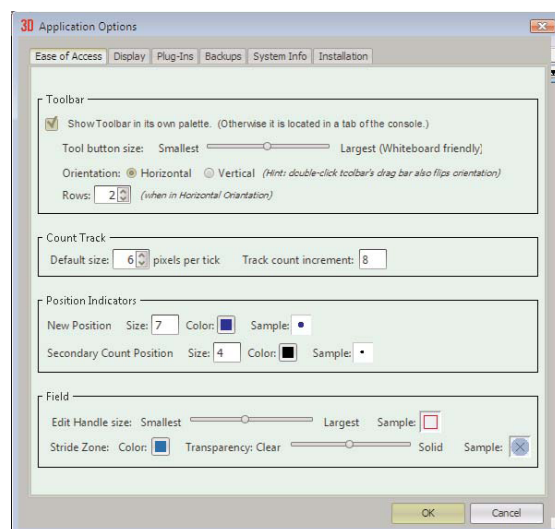 3D Application Options
Ease of Access Display Plug-Ins Backups System Info Installation
Toolbar
Show Toolbar in its own palette. (Otherwise it is located in a tab of the console.)
Tool button size: Smallest Largest (Whiteboard friendly)
Orientation: Horizontal Vertical (Hint: double-click toolbar's drag bar also flips orientation)
Rows: 2 (when in Horizontal Oriantation)
Count Track
Default size: 6 pixels per tick Track count increment: 8
Position Indicators
New Position Size: 7 Color: Sample:
Secondary Count Position Size: 4 Color: Sample:
Field
Edit Handle size: Smallest Largest Sample:
Stride Zone: Color: Transparency: Clear Solid Sample:
OK Cancel